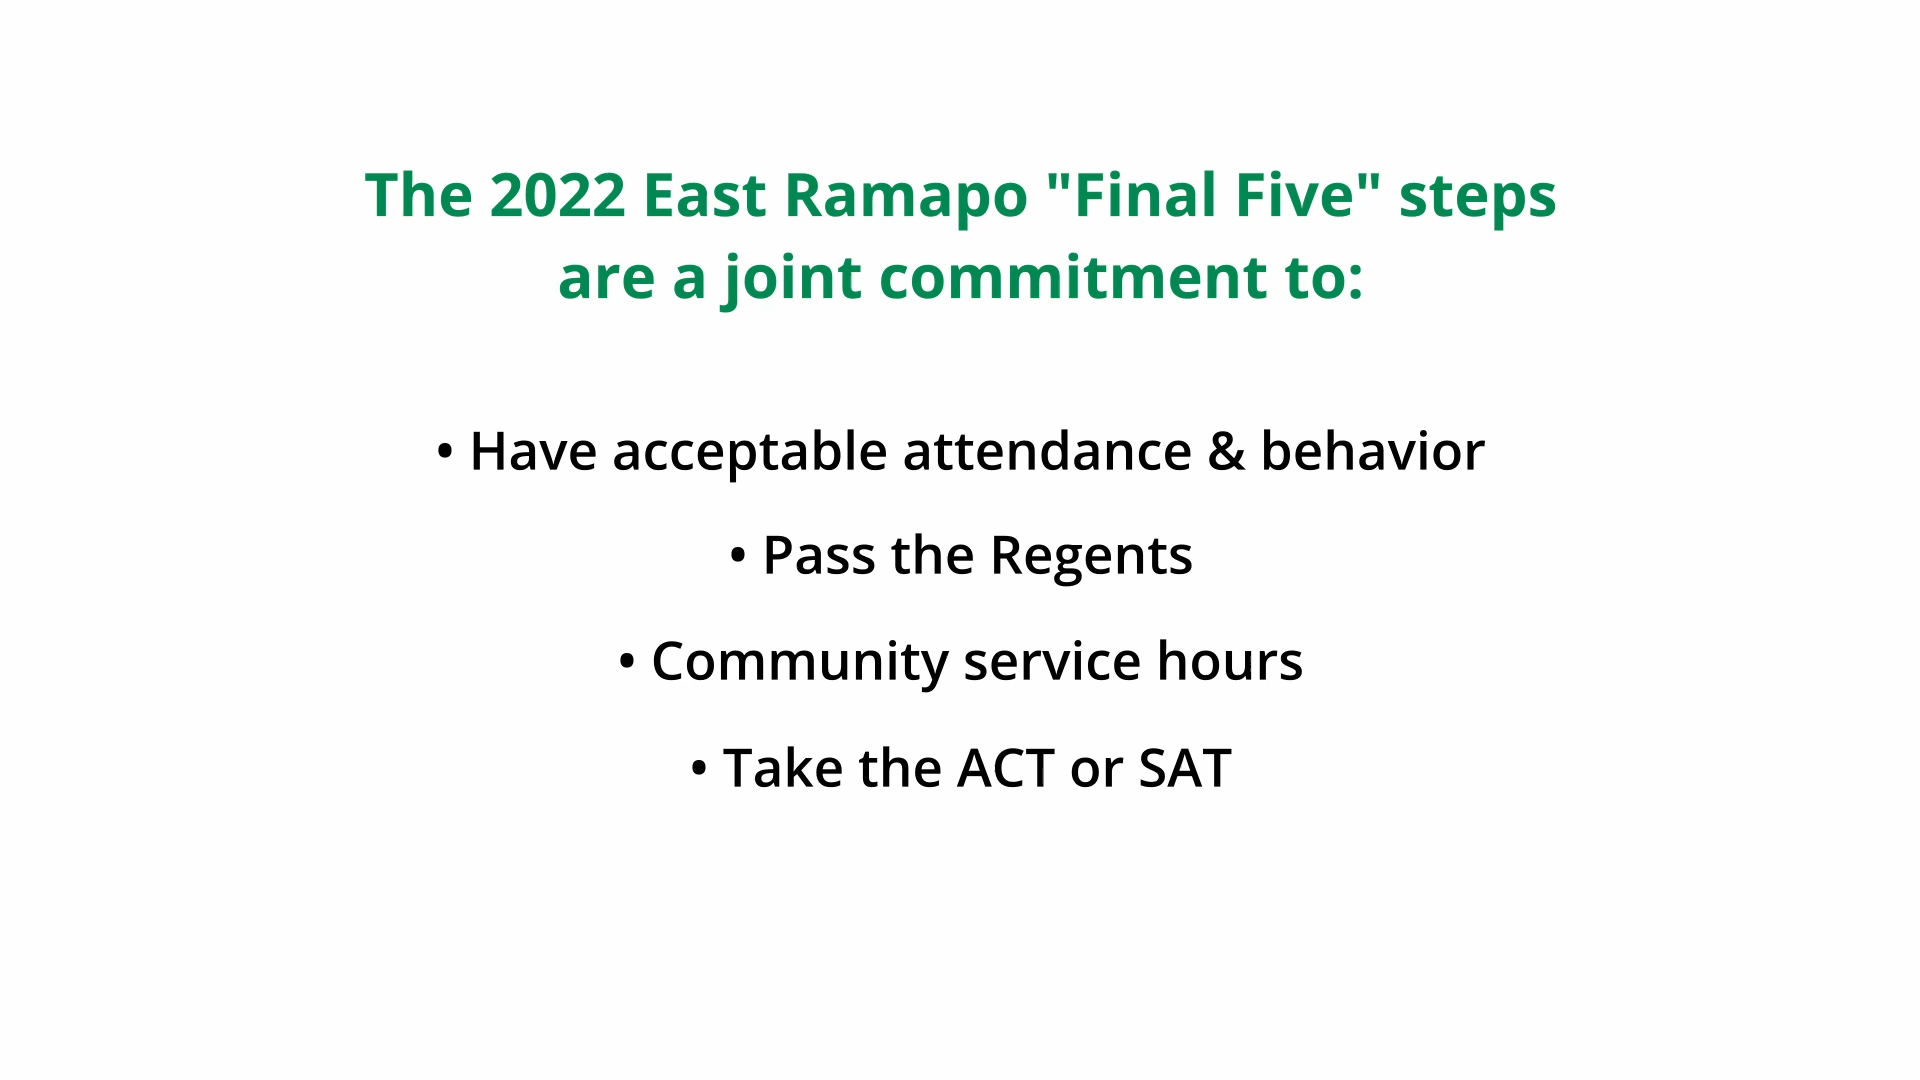 The 2022 East Ramapo "Final Five" steps
are a joint commitment to:
• Have acceptable attendance & behavior
• Pass the Regents
• Community service hours
• Take the ACT or SAT